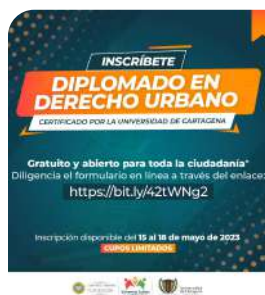 INSCRÍBETE
DIPLOMADO EN
DERECHO URBANO
CERTIFICADO POR LA UNIVERSIDAD DE CARTAGENA
Gratuito y abierto para toda la ciudadanía*
Diligencia el formulario en línea a través del enlace:
https://bit.ly/42tWNg2
Inscripción disponible del 15 al 18 de mayo de 2023
CUPOS LIMITADOS